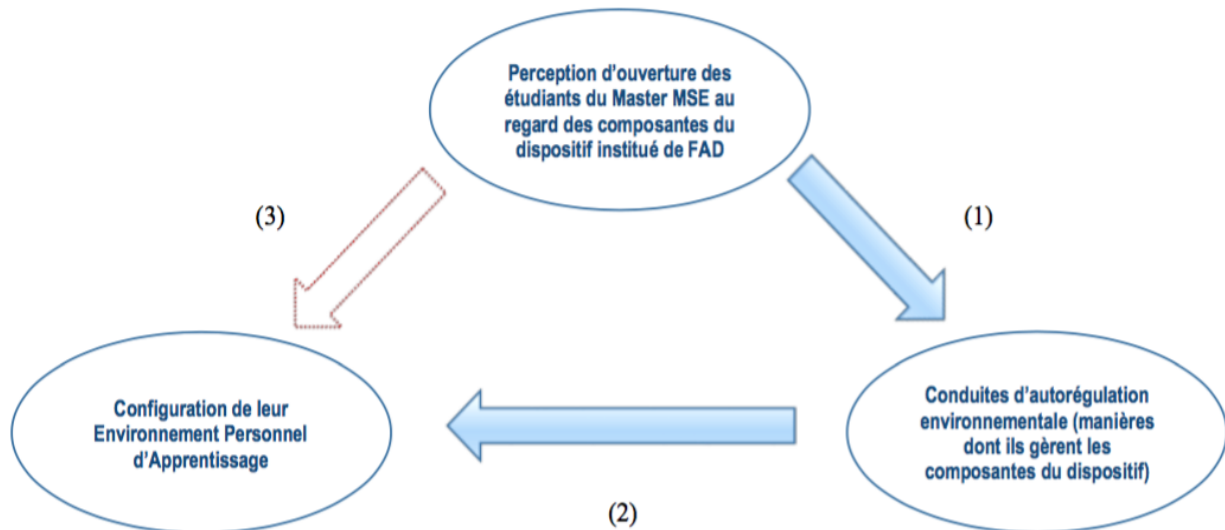 Perception d'ouverture des
étudiants du Master MSE au
regard des composantes du
dispositif institué de FAD
(3)
(1)
Configuration de leur
Environnement Personnel
d'Apprentissage
Conduites d'autorégulation
environnementale (manières
dont ils gèrent les
composantes du dispositif)
(2)